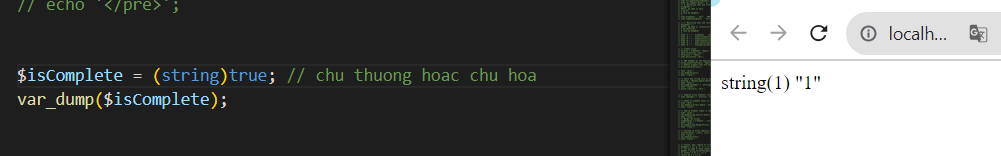 // echo '</pre>';
$isComplete = (string)true; // chu thuong hoac chu hoa
var_dump($isComplete);
localh...
string(1) "1"